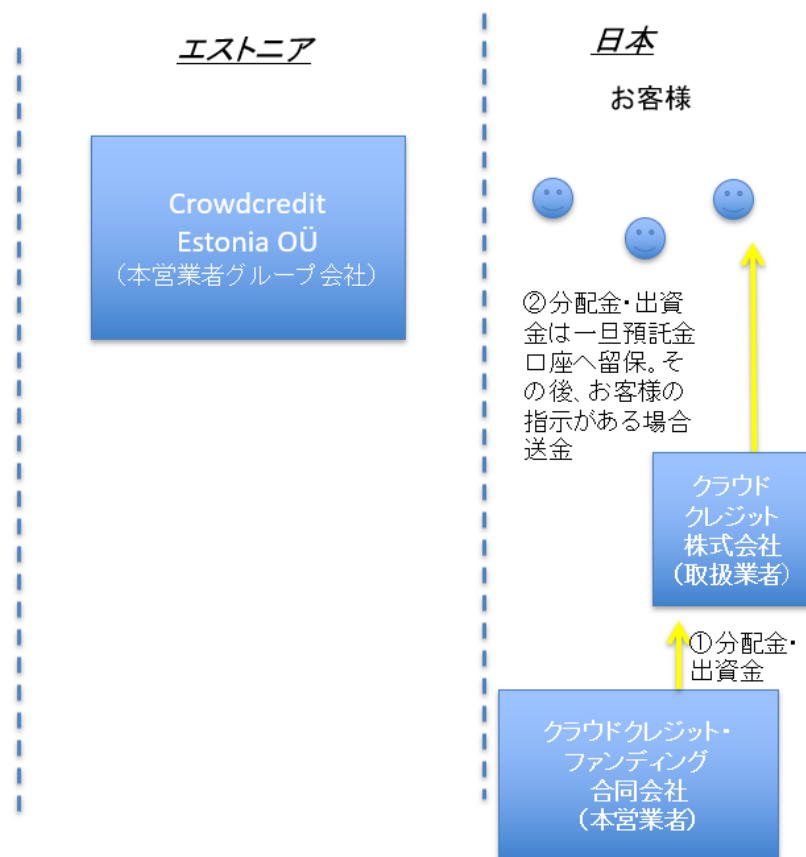 エストニア
日本
お客様
Crowdcredit
Estonia OÜ
（本営業者グループ会社）
②分配金・出資
金は一旦預託金
口座へ留保。そ
の後、お客様の
指示がある場合
送金
クラウド
クレジット
株式会社
（取扱業者）
①分配金・
出資金
クラウドクレジット・
ファンディング
合同会社
（本営業者）